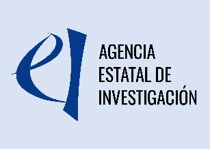 AGENCIA
ESTATAL DE
INVESTIGACIÓN